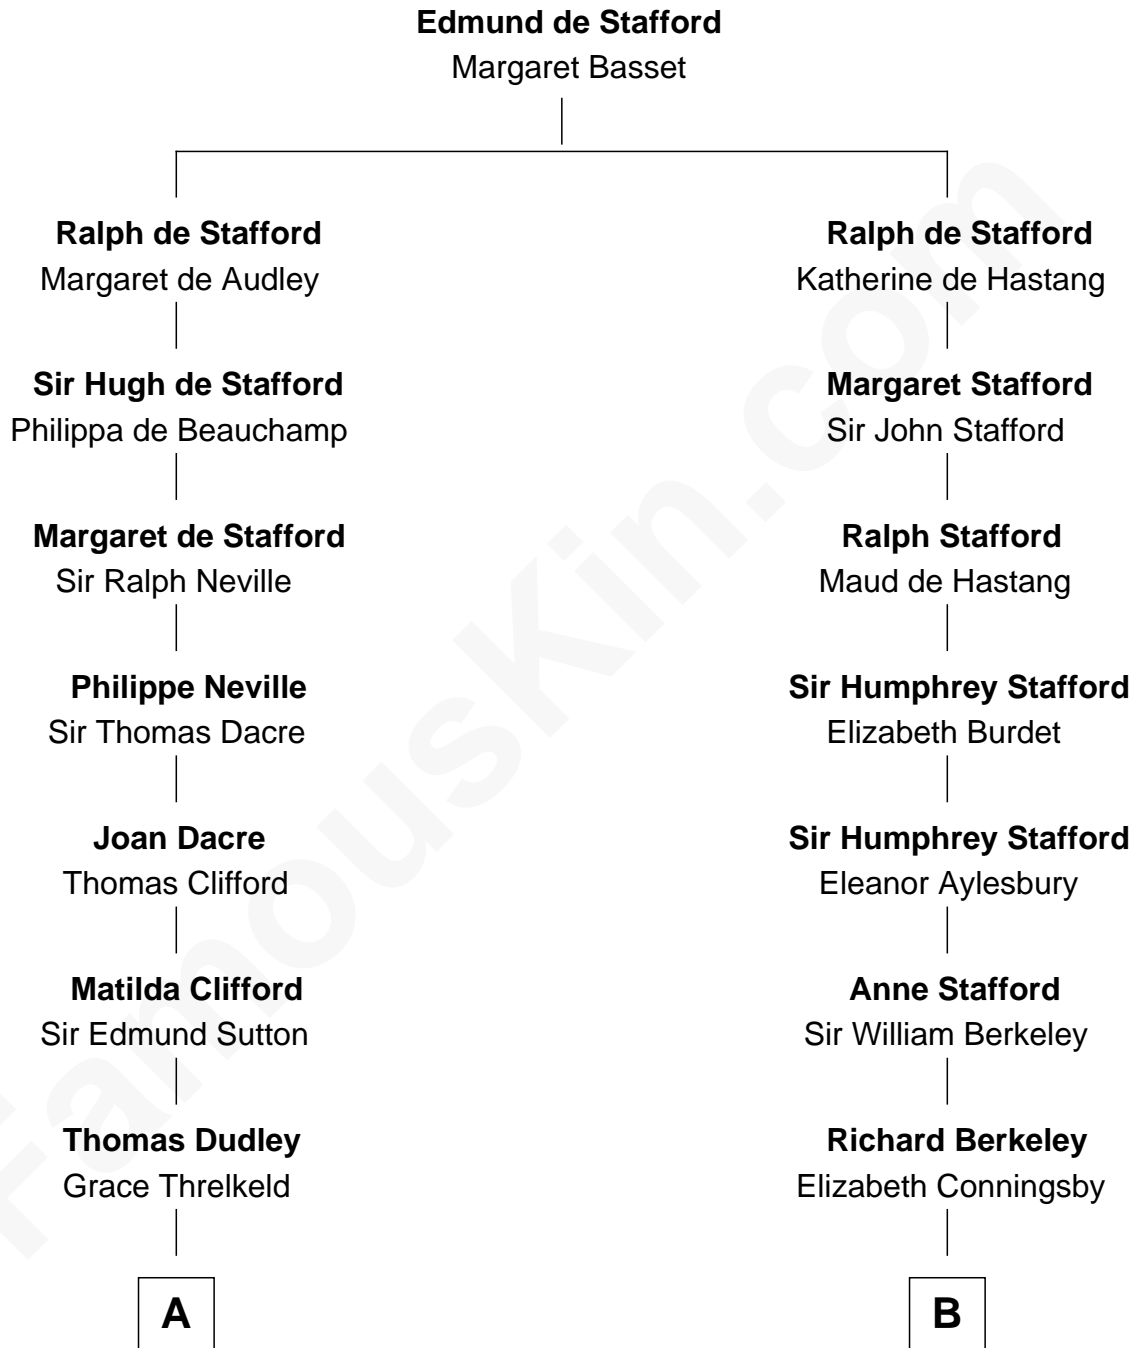 Edmund de Stafford
Margaret Basset
Ralph de Stafford
Margaret de Audley
Sir Hugh de Stafford
Philippa de Beauchamp
Margaret de Stafford
Sir Ralph Neville
Philippe Neville
Sir Thomas Dacre
Joan Dacre
Thomas Clifford
Matilda Clifford
Sir Edmund Sutton
Thomas Dudley
Grace Threlkeld
A
Ralph de Stafford
Katherine de Hastang
Margaret Stafford
Sir John Stafford
Ralph Stafford
Maud de Hastang
Sir Humphrey Stafford
Elizabeth Burdet
Sir Humphrey Stafford
Eleanor Aylesbury
Anne Stafford
Sir William Berkeley
Richard Berkeley
Elizabeth Conningsby
B
FamousKin.com